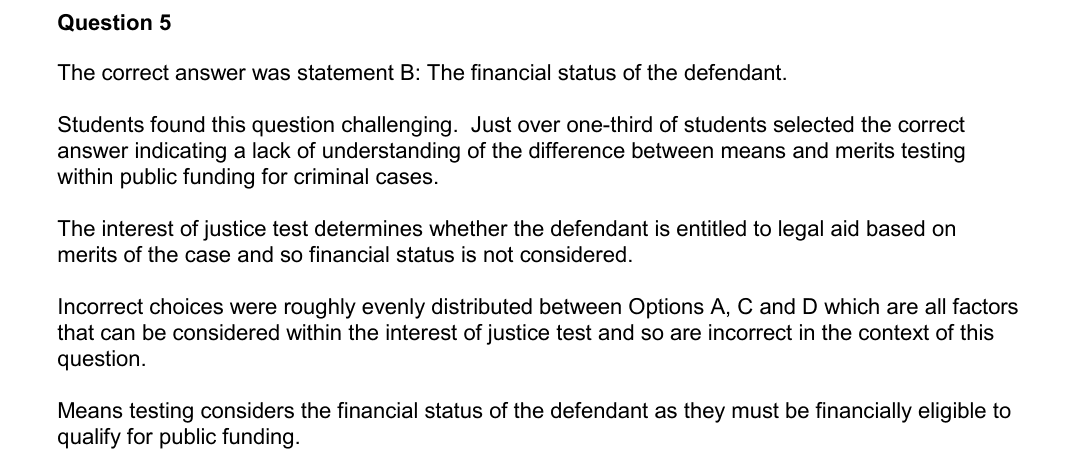 Question 5
The correct answer was statement B: The financial status of the defendant.
Students found this question challenging.  Just over one-third of students selected the correct
answer indicating a lack of understanding of the difference between means and merits testing
within public funding for criminal cases.
The interest of justice test determines whether the defendant is entitled to legal aid based on
merits of the case and so financial status is not considered.
Incorrect choices were roughly evenly distributed between Options A, C and D which are all factors
that can be considered within the interest of justice test and so are incorrect in the context of this
question.
Means testing considers the financial status of the defendant as they must be financially eligible to
qualify for public funding.